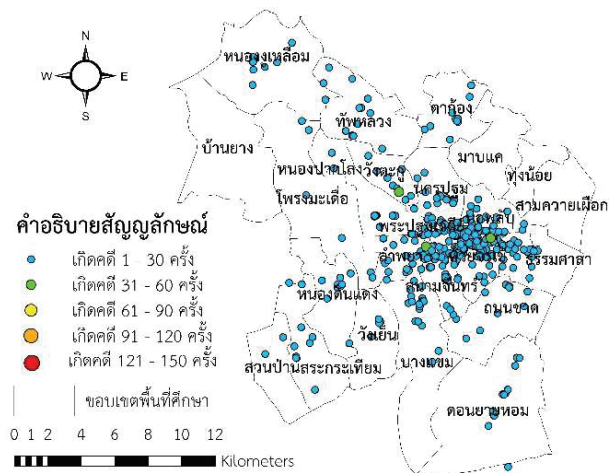 N
W E
S
หนองงูเหลือม
ตาก้อง
ทัพหลวง
บ้านยาง
มาบแค
หนองปากโลง
วังตะกู
ทุ่งน้อย
โพรงมะเดื่อ
นครปฐม
สามควายเผือก
พระปฐมเจดีย์
ธรรมศาลา
สนามจันทร์
หนองดินแดง
ถนนขาด
วังเย็น
บางแขม
สวนป่าน
สระกระเทียม
ดอนยายหอม
คำอธิบายสัญญลักษณ์
เกิดคดี 1 - 30 ครั้ง
เกิดคดี 31 - 60 ครั้ง
เกิดคดี 61 - 90 ครั้ง
เกิดคดี 91 - 120 ครั้ง
เกิดคดี 121 - 150 ครั้ง
ขอบเขตพื้นที่ศึกษา
0 1 2 4 6 8 10 12
Kilometers